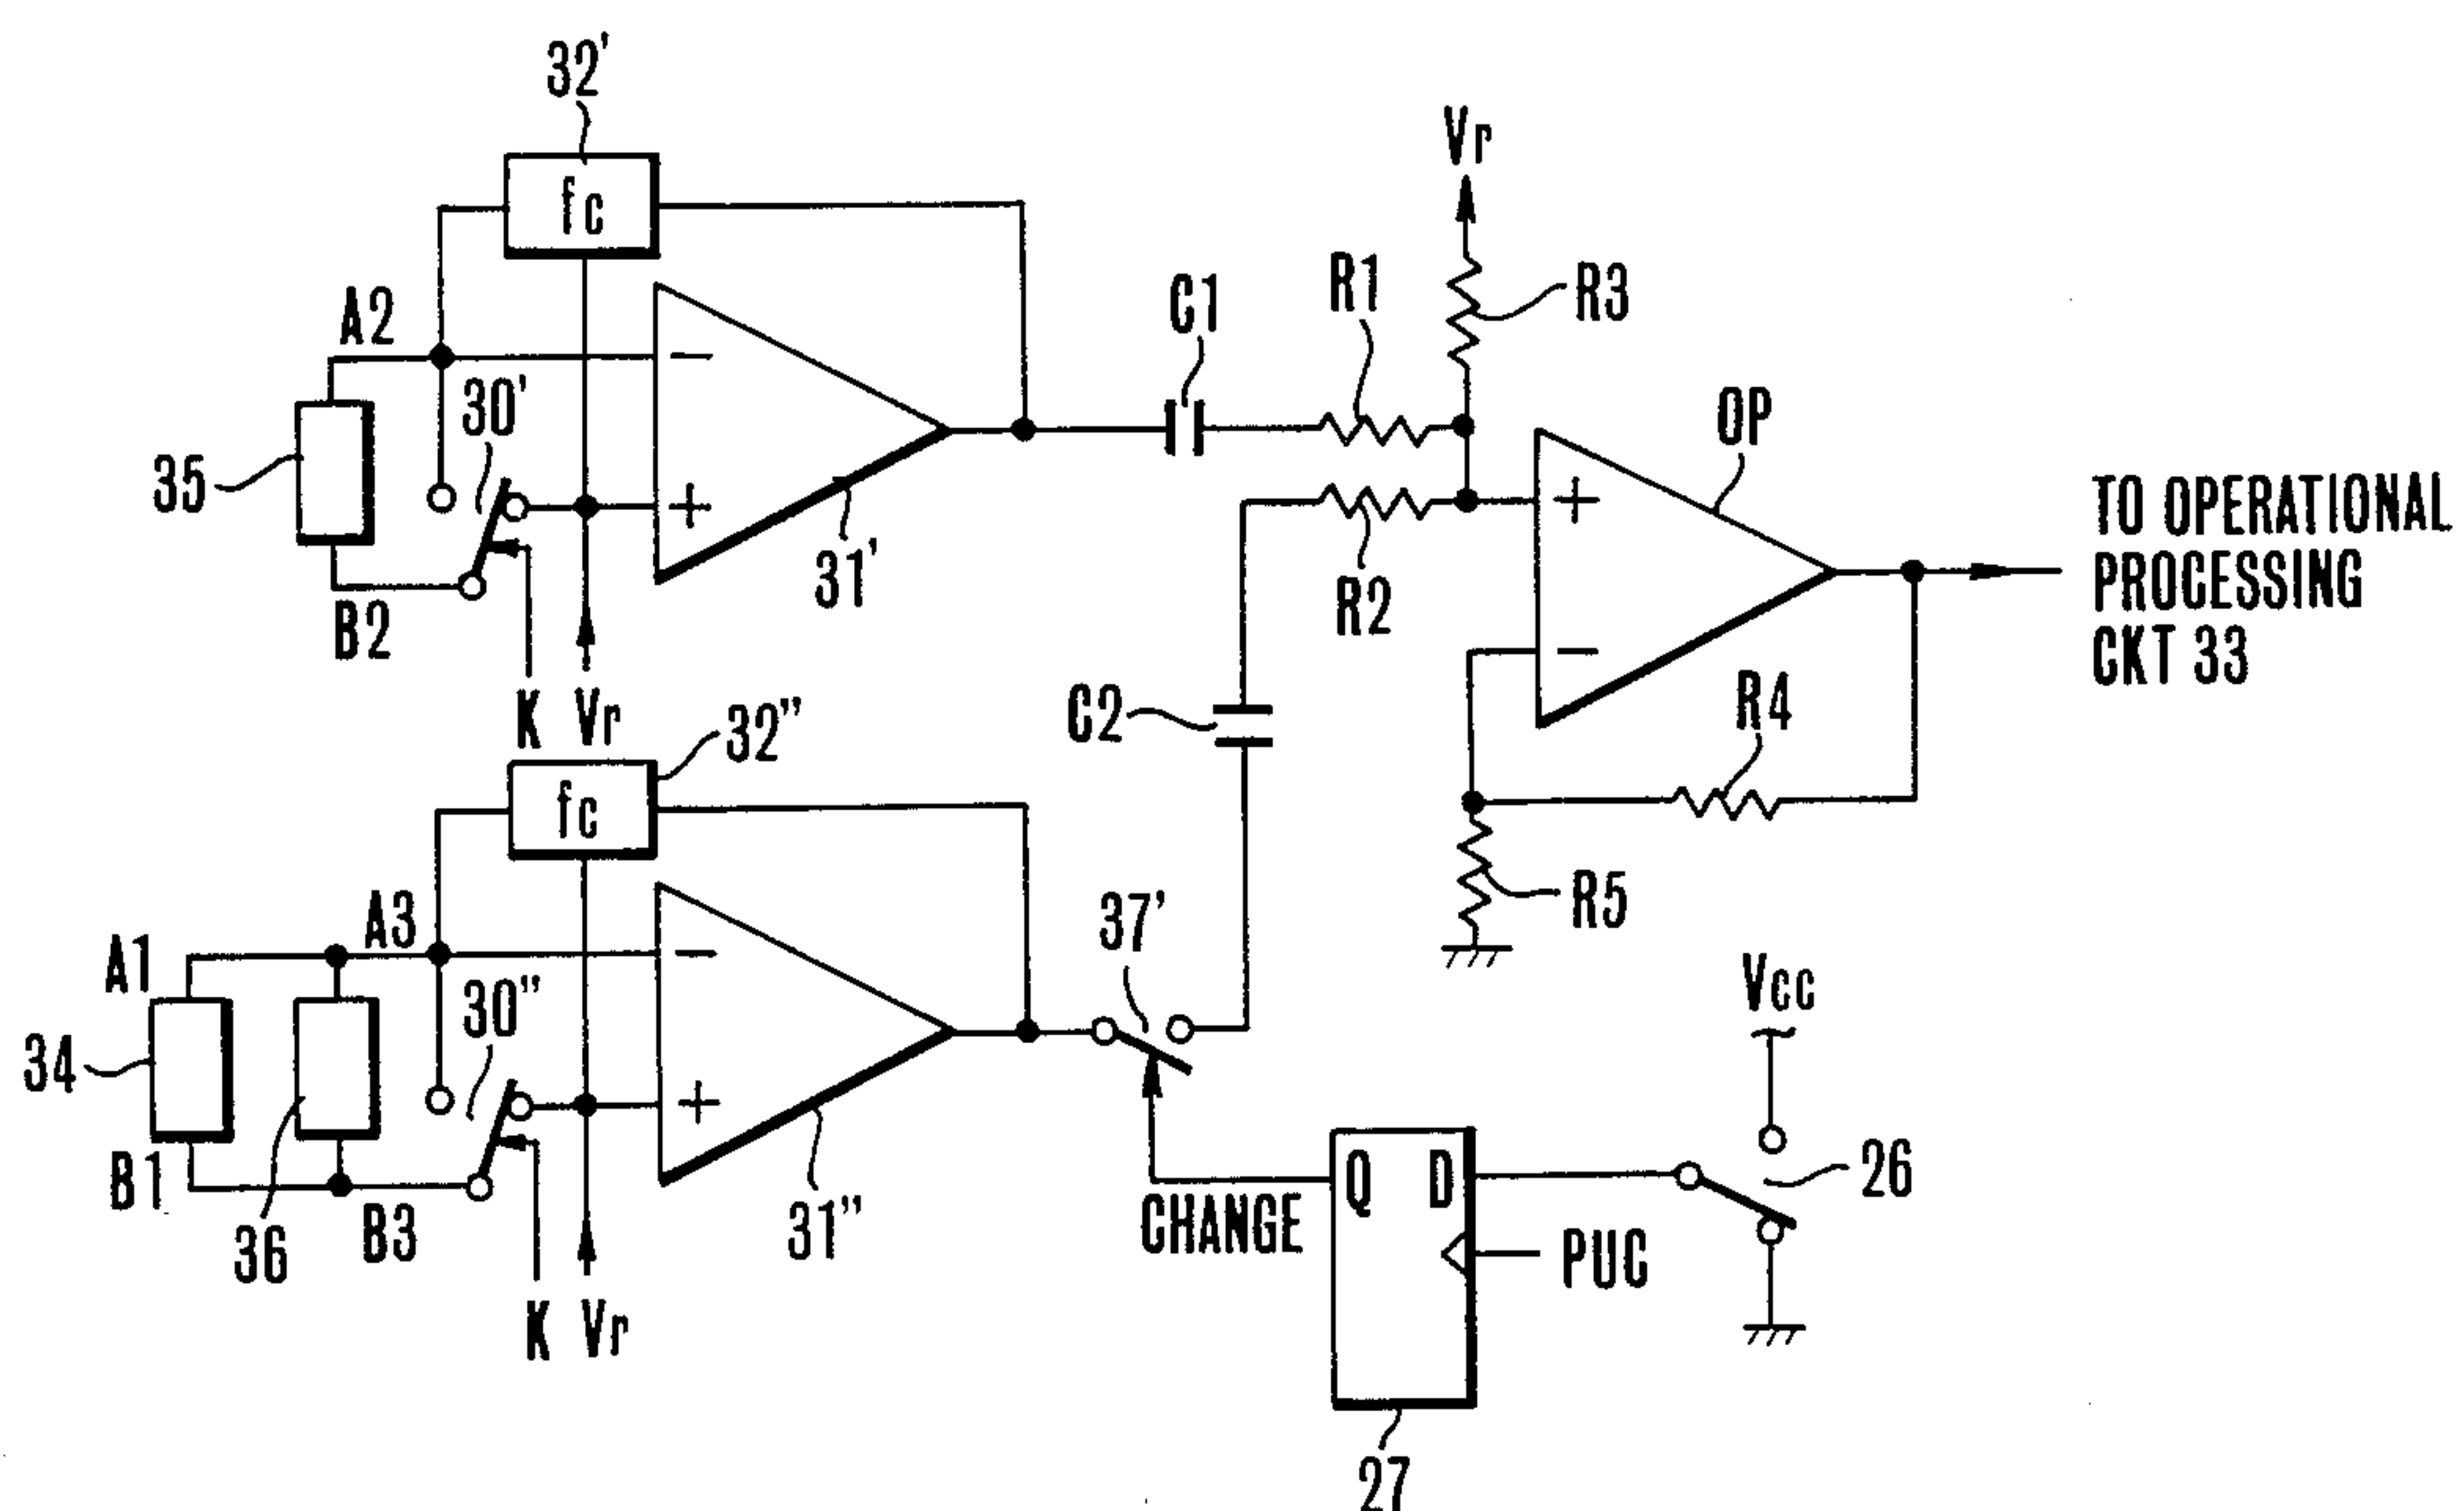 32'
fc
Vr
A2
30'
35
B2
31'
K
Vr
C1
R1
R3
R2
OP
TO OPERATIONAL
PROCESSING
CKT 33
C2
R4
R5
32"
fc
A3
A1
30"
34
B1
36
B3
31"
K
Vr
37'
CHANGE
Q
D
PUC
Vcc
26
27